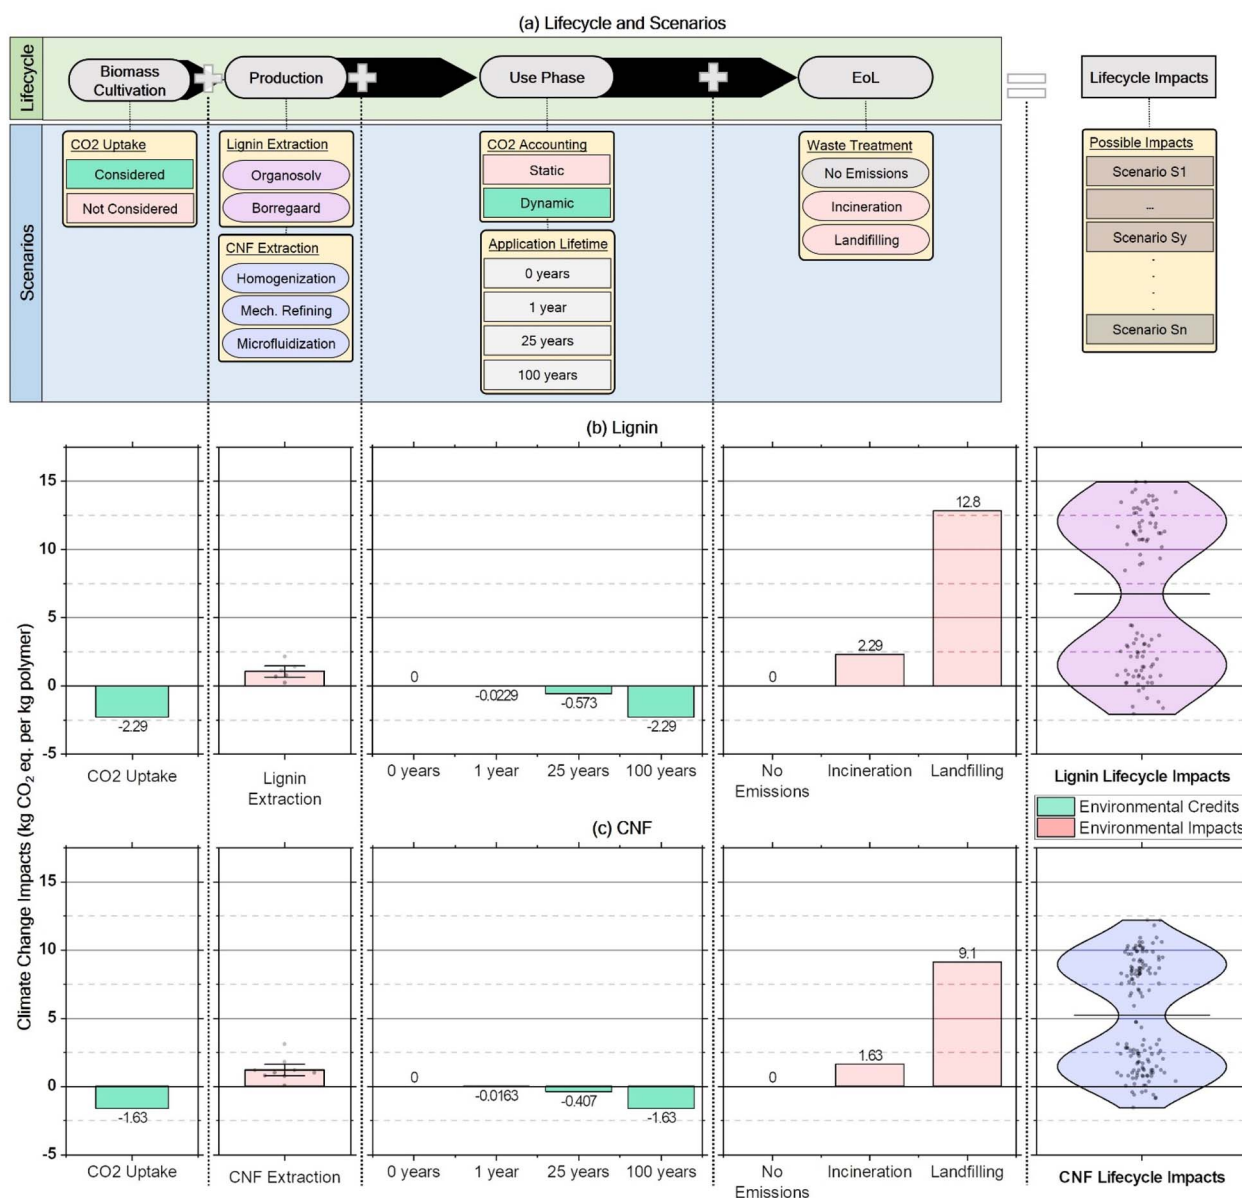 (a) Lifecycle and Scenarios
Lifecycle
Biomass
Cultivation
Production
Use Phase
EoL
Lifecycle Impacts
Scenarios
CO2 Uptake
Considered
Not Considered
Lignin Extraction
Organosolv
Borregaard
CNF Extraction
Homogenization
Mech. Refining
Microfluidization
CO2 Accounting
Static
Dynamic
Application Lifetime
0 years
1 year
25 years
100 years
Waste Treatment
No Emissions
Incineration
Landfilling
Possible Impacts
Scenario S1
...
Scenario Sy
.
.
.
.
Scenario Sn
(b) Lignin
Climate Change Impacts (kg CO₂ eq. per kg polymer)
15
10
5
0
-5
-2.29
0
-0.0229
-0.573
-2.29
0
2.29
12.8
CO2 Uptake
Lignin
Extraction
0 years
1 year
25 years
100 years
No
Emissions
Incineration
Landfilling
Lignin Lifecycle Impacts
Environmental Credits
Environmental Impacts
(c) CNF
15
10
5
0
-5
-1.63
0
-0.0163
-0.407
-1.63
0
1.63
9.1
CO2 Uptake
CNF Extraction
0 years
1 year
25 years
100 years
No
Emissions
Incineration
Landfilling
CNF Lifecycle Impacts